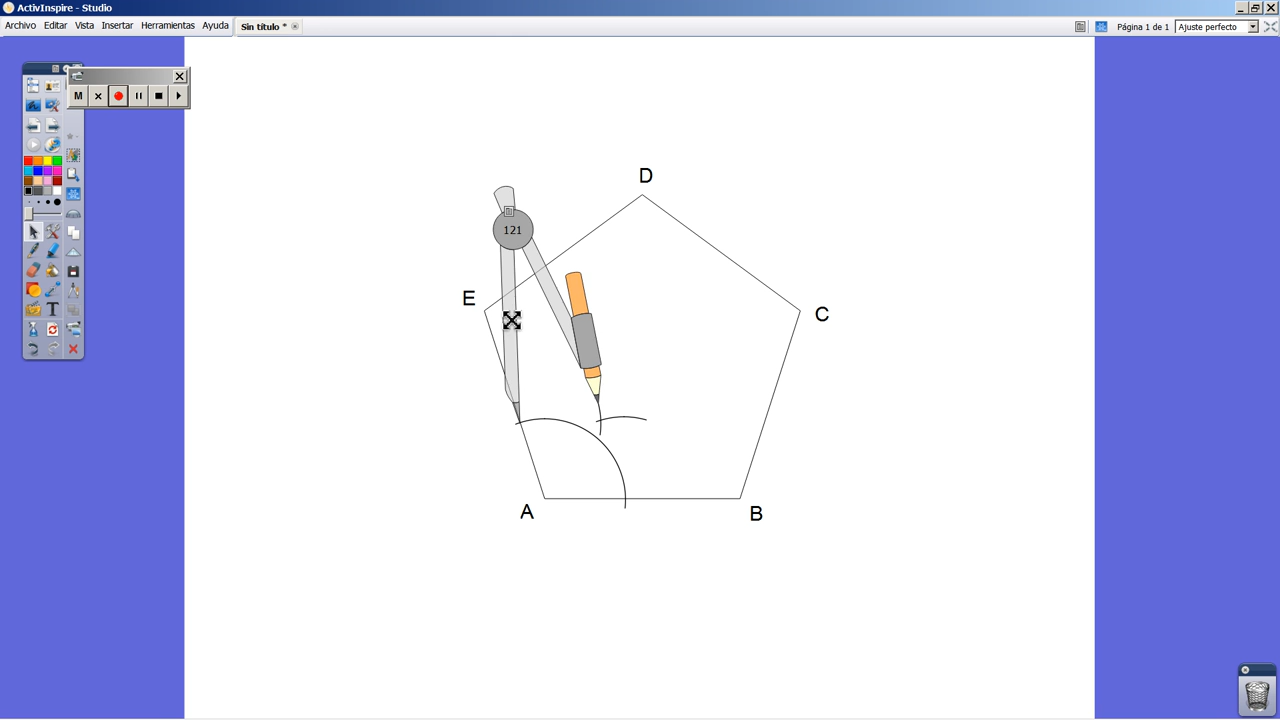 ActivInspire - Studio
Archivo Editar Vista Insertar Herramientas Ayuda Sin título * Página 1 de 1 Ajuste perfecto
M
D
121
E
C
A
B
T